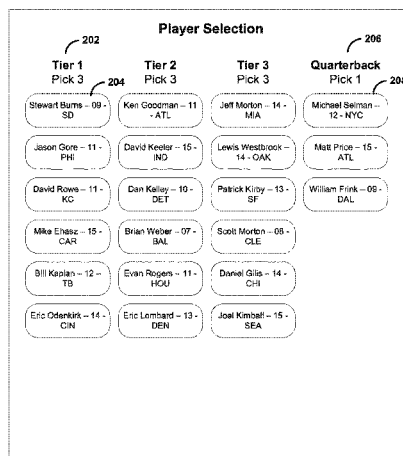 Player Selection
202
206
Tier 1
Pick 3
Tier 2
Pick 3
Tier 3
Pick 3
Quarterback
Pick 1
204
208
Stewart Burns – 09 -
SD
Ken Goodman – 11
- ATL
Jeff Morton – 14 -
MIA
Michael Selman –
12 - NYC
Jason Gore – 11 -
PHI
David Keeler – 15 -
IND
Lewis Westbrook –
14 - OAK
Matt Price – 15 -
ATL
David Rowe – 11 -
KC
Dan Kelley – 10 -
DET
Patrick Kirby – 13 -
SF
William Frink – 09 -
DAL
Mike Ehasz – 15 -
CAR
Brian Weber – 07 -
BAL
Scott Morton – 06 -
CLE
Bill Kaplan – 12 –
TB
Evan Rogers – 11 -
HOU
Daniel Gilis – 14 -
CHI
Eric Odenkirk – 14 -
CIN
Eric Lombard – 13 -
DEN
Joel Kimball – 15 -
SEA